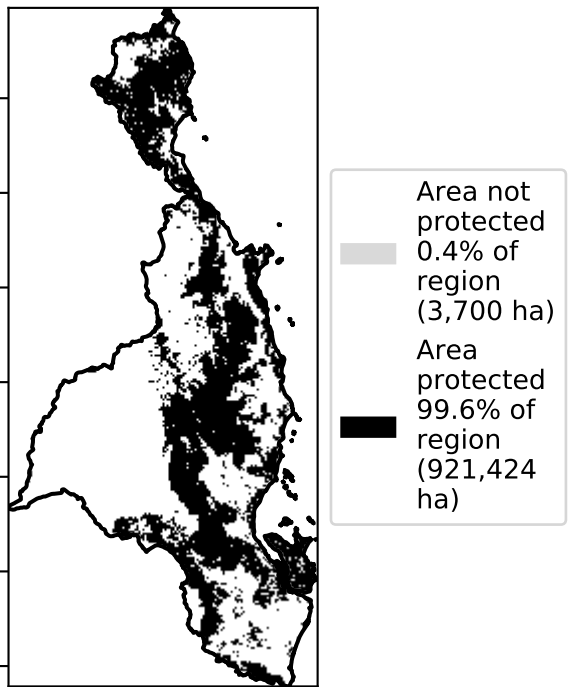 Area not
protected
0.4% of
region
(3,700 ha)
Area
protected
99.6% of
region
(921,424
ha)